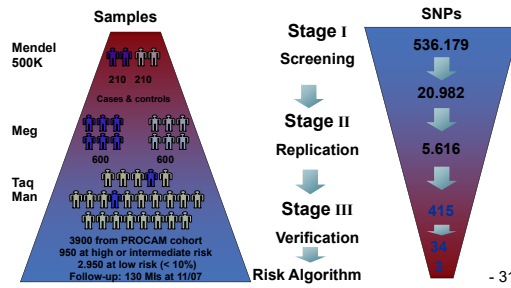 Samples
Mendel
500K
210 210
Cases & controls
Meg
600 600
Taq
Man
3900 from PROCAM cohort
950 at high or intermediate risk
2.950 at low risk (< 10%)
Follow-up: 130 MIs at 11/07
Stage I
Screening
Stage II
Replication
Stage III
Verification
Risk Algorithm
SNPs
536.179
20.982
5.616
415
34
- 31